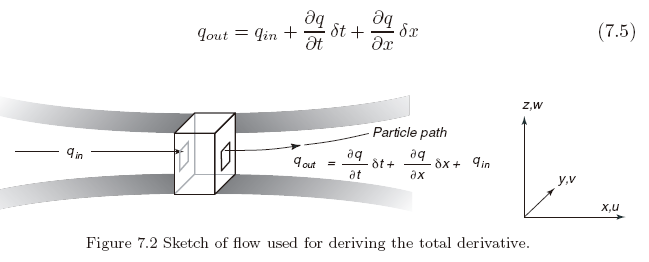 q_out = q_in + ∂q/∂t δt + ∂q/∂x δx (7.5)
z,w
Particle path
q_in
q_out = ∂q/∂t δt + ∂q/∂x δx + q_in
y,v
x,u
Figure 7.2 Sketch of flow used for deriving the total derivative.